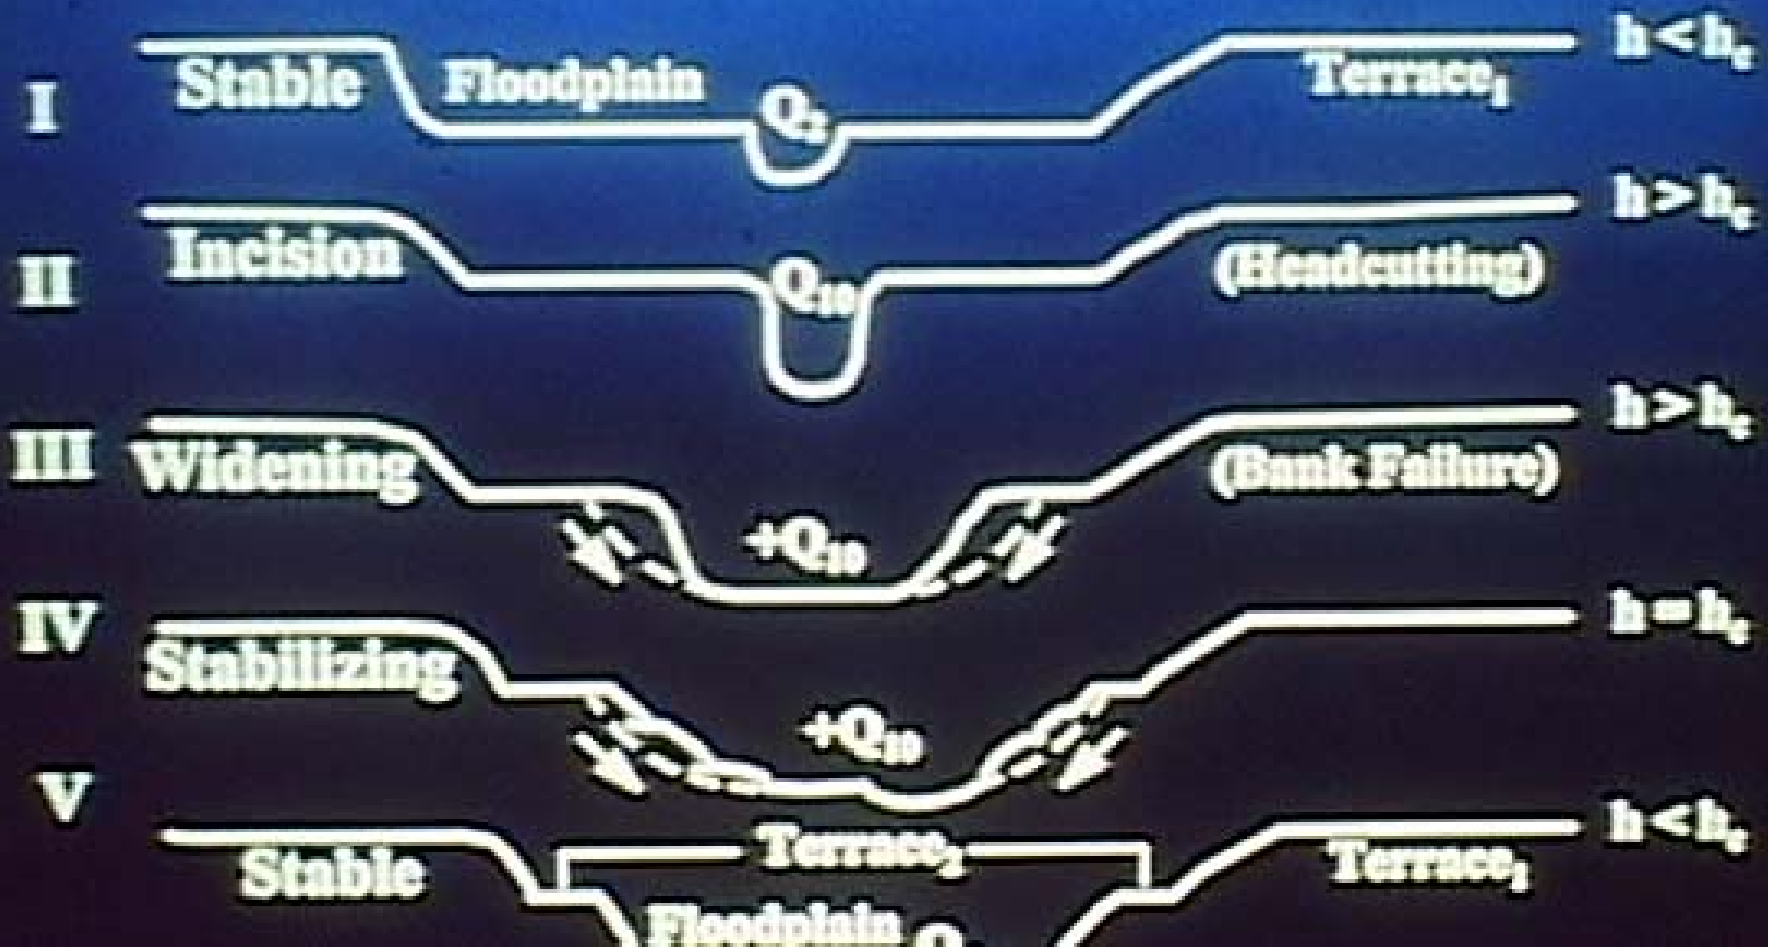 h<hc
Stable Floodplain Q2 Terrace1
I
h>hc
Incision Q10 (Headcutting)
II
h>hc
III Widening (Bank Failure)
+Q10
IV h=hc
Stabilizing
+Q10
V h<hc
Terrace2
Stable Terrace1
Floodplain Q